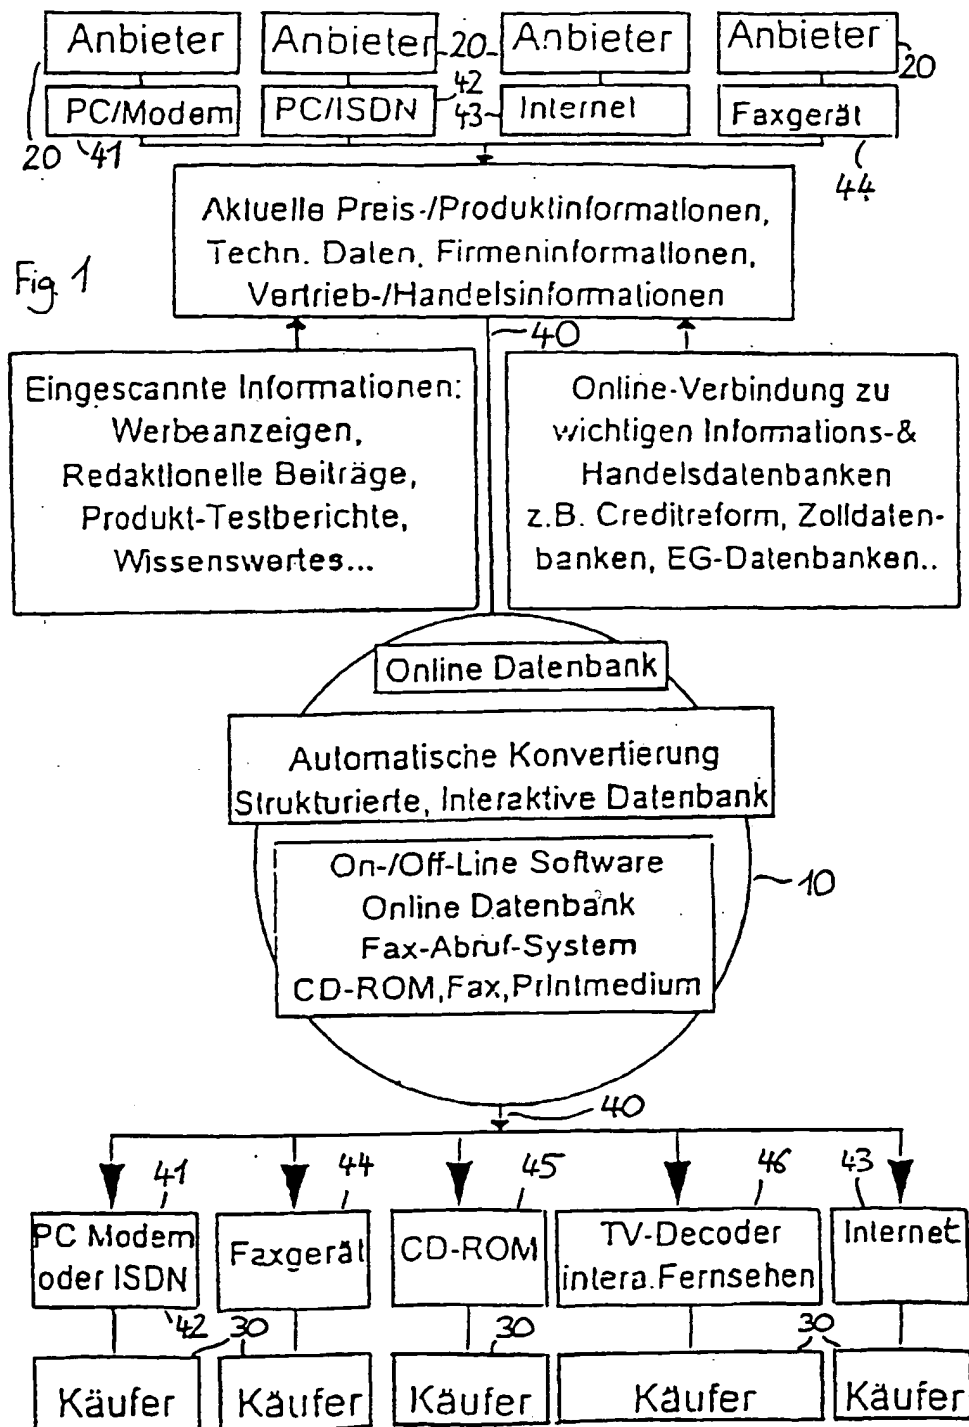 Anbieter Anbieter 20 Anbieter Anbieter 20
PC/Modem PC/ISDN 42 43 Internet Faxgerät
20 41 44
Aktuelle Preis-/Produktinformationen,
Techn. Daten, Firmeninformationen,
Vertrieb-/Handelsinformationen
Fig. 1
40
Eingescannte Informationen:
Werbeanzeigen,
Redaktionelle Beiträge,
Produkt-Testberichte,
Wissenswertes...
Online-Verbindung zu
wichtigen Informations-&
Handelsdatenbanken
z.B. Creditreform, Zolldaten-
banken, EG-Datenbanken..
Online Datenbank
Automatische Konvertierung
Strukturierte, Interaktive Datenbank
On-/Off-Line Software
Online Datenbank
Fax-Abruf-System
CD-ROM,Fax,Printmedium
10
40
41 44 45 46 43
PC Modem
oder ISDN
Faxgerät
CD-ROM
TV-Decoder
intera.Fernsehen
Internet
42 30 30 30
Käufer Käufer Käufer Käufer Käufer